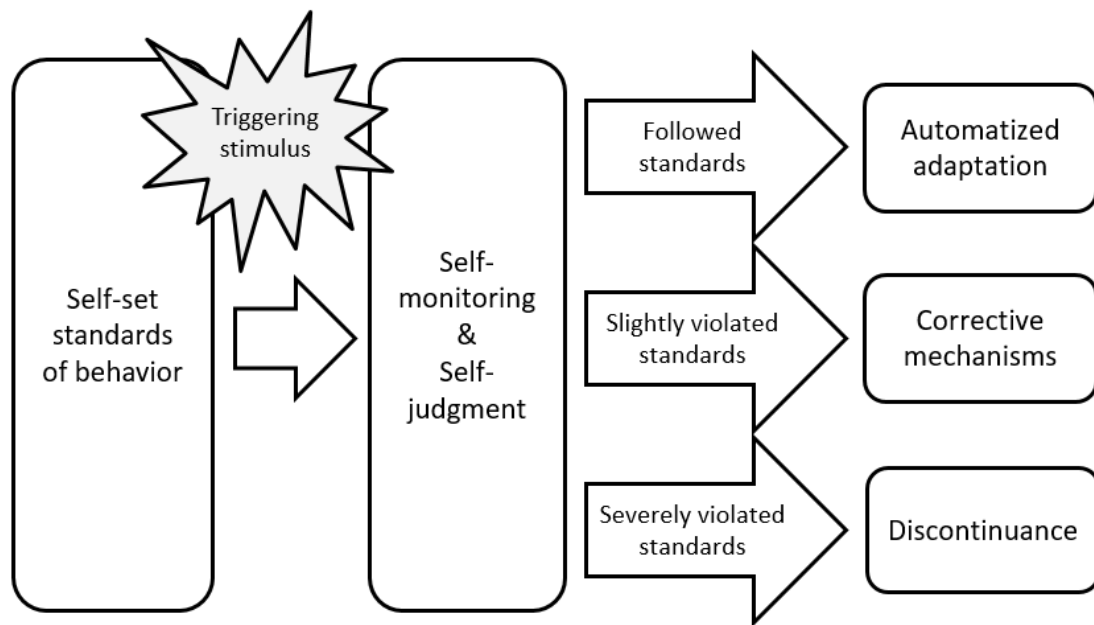 Triggering
stimulus
Self-set
standards
of behavior
Self-
monitoring
&
Self-
judgment
Followed
standards
Automatized
adaptation
Slightly violated
standards
Corrective
mechanisms
Severely violated
standards
Discontinuance